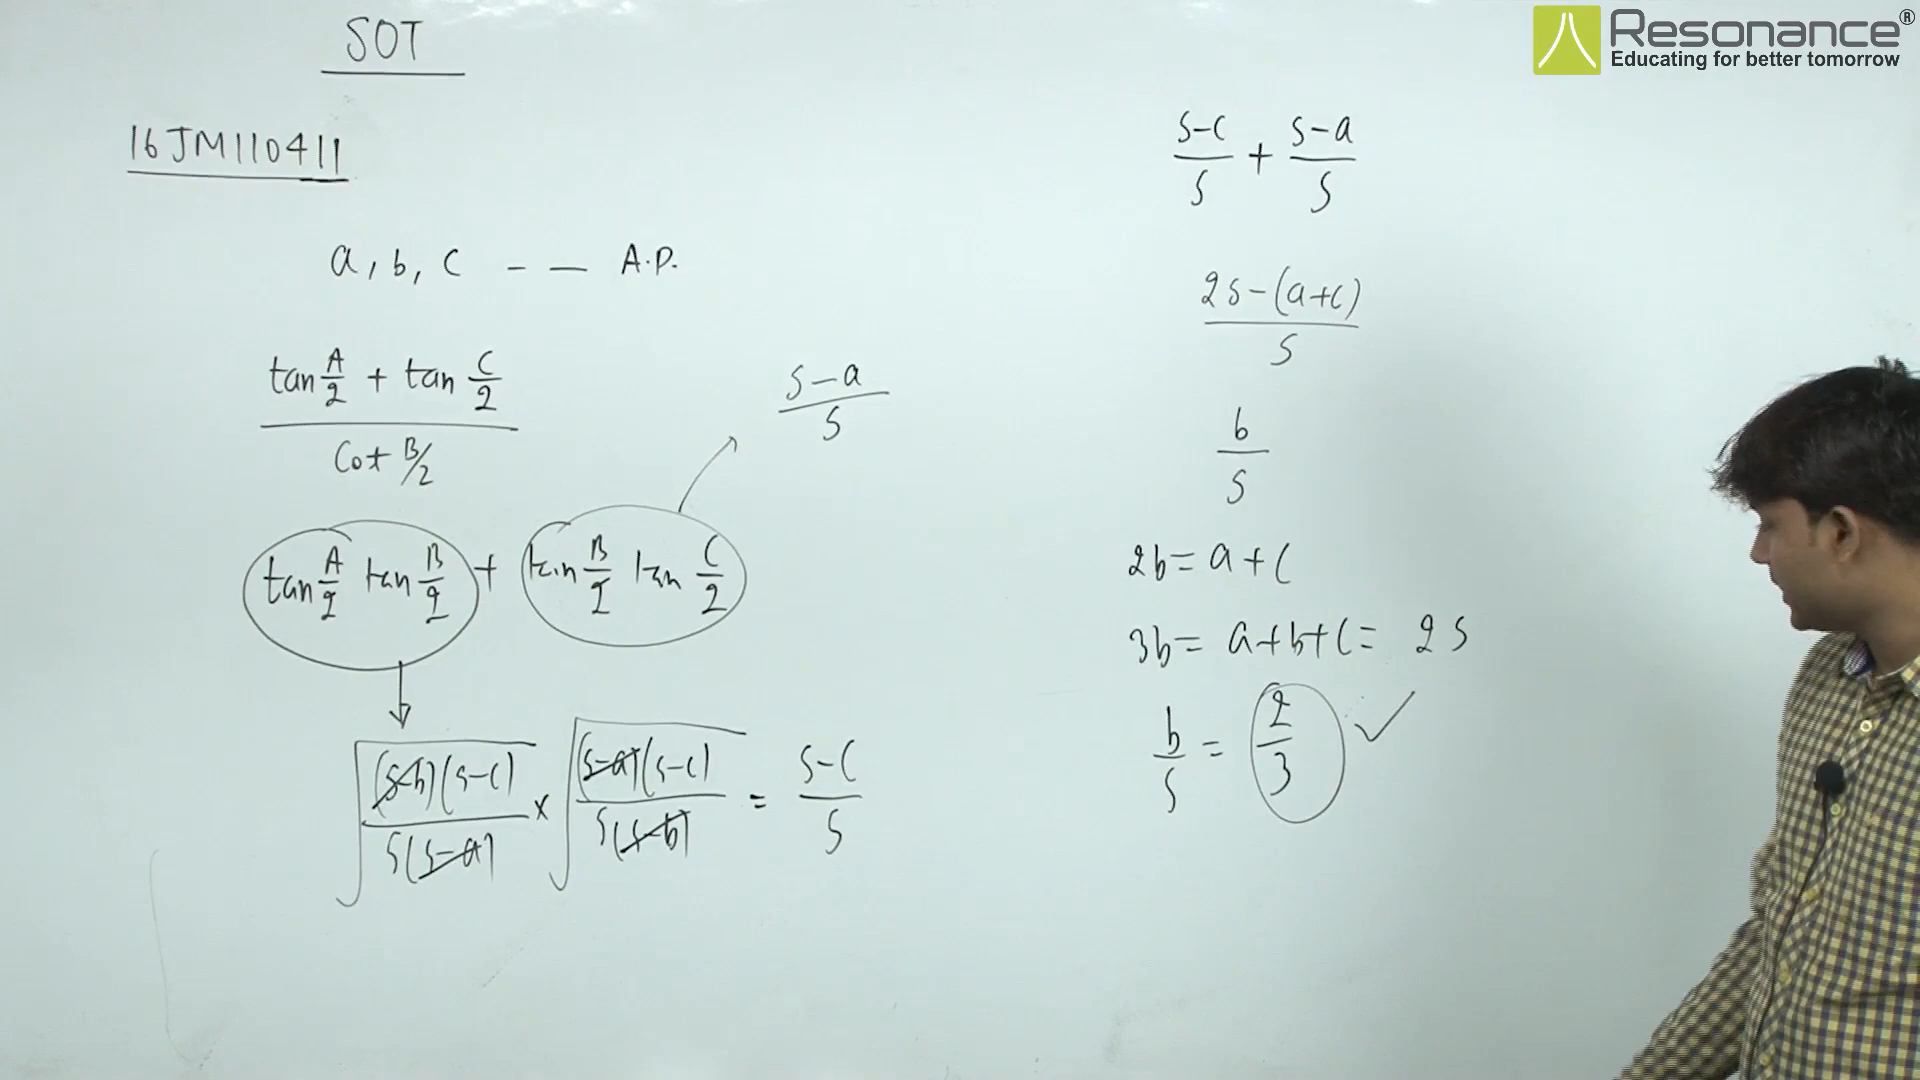 SOT
16JM110411
a, b, c - — A.P.
tan A/2 + tan C/2
Cot B/2
s-a
s
tan A/2 tan B/2 + tan B/2 tan C/2
√((s-b)(s-c) / s(s-a)) × √((s-a)(s-c) / s(s-b)) = s-c / s
Resonance®
Educating for better tomorrow
s-c / s + s-a / s
2s-(a+c)
s
b
s
2b = a+c
3b = a+b+c = 2s
b/s = 2/3 ✓